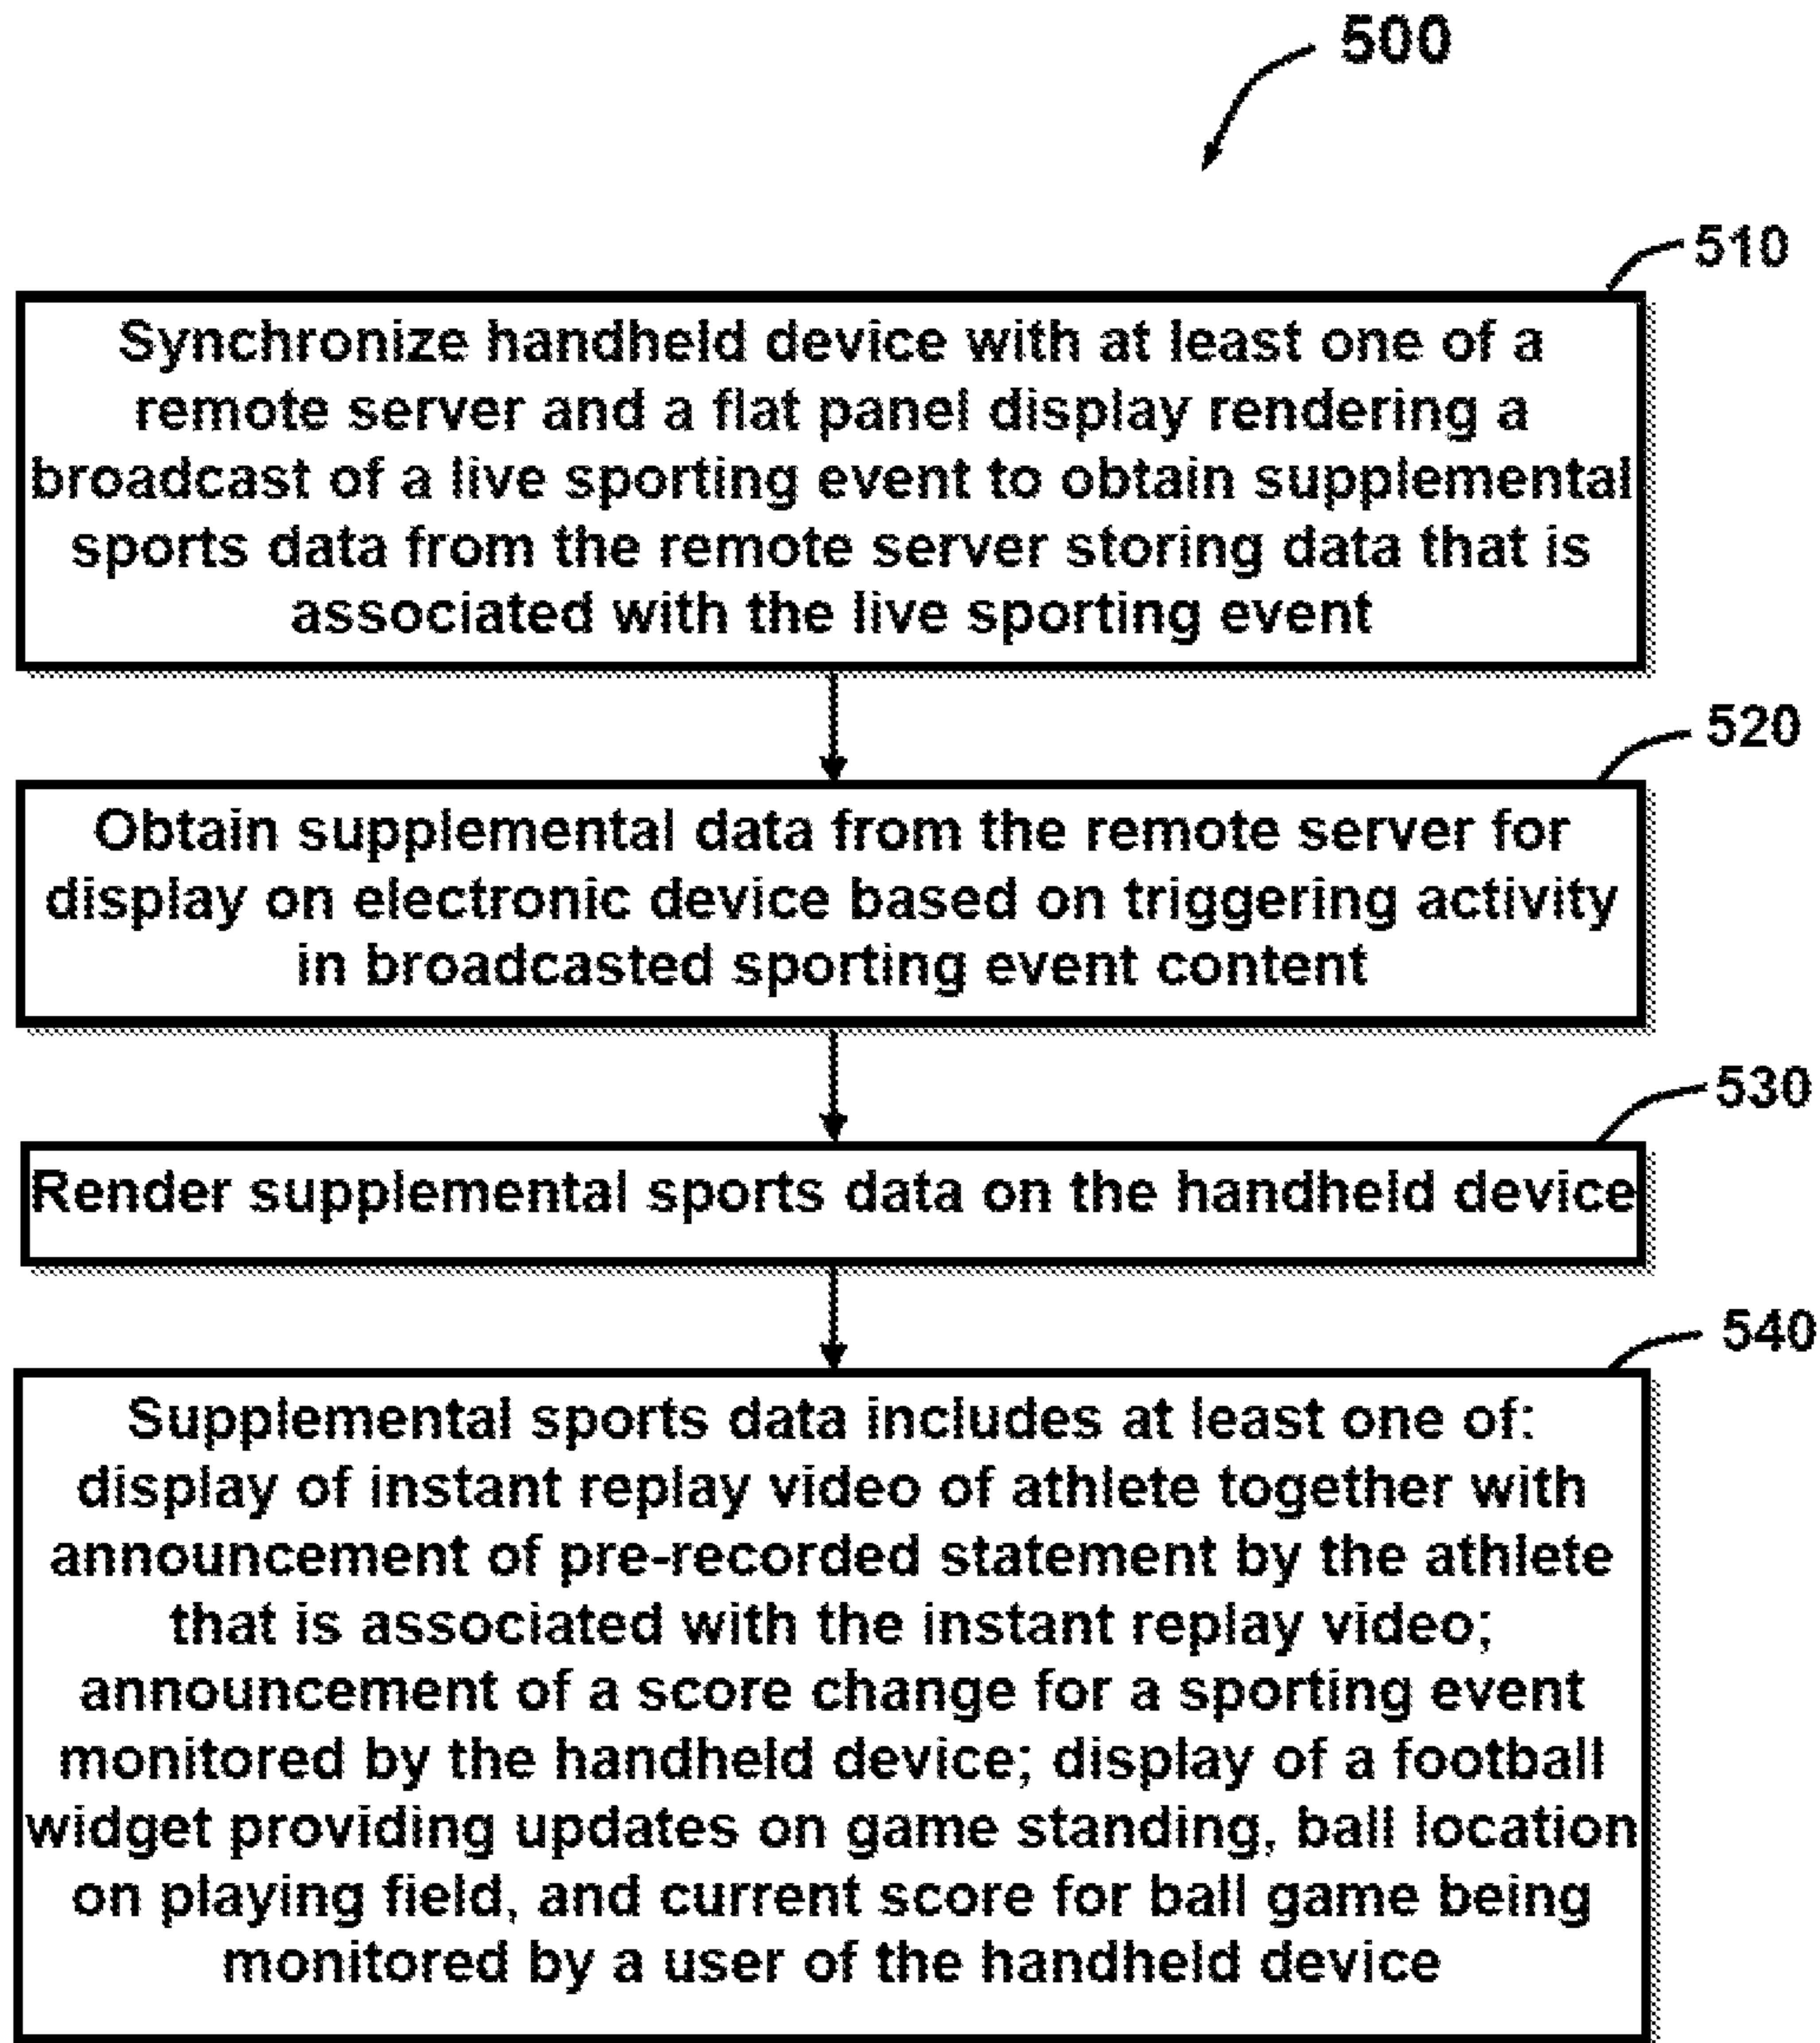 500
510
Synchronize handheld device with at least one of a
remote server and a flat panel display rendering a
broadcast of a live sporting event to obtain supplemental
sports data from the remote server storing data that is
associated with the live sporting event
520
Obtain supplemental data from the remote server for
display on electronic device based on triggering activity
in broadcasted sporting event content
530
Render supplemental sports data on the handheld device
540
Supplemental sports data includes at least one of:
display of instant replay video of athlete together with
announcement of pre-recorded statement by the athlete
that is associated with the instant replay video;
announcement of a score change for a sporting event
monitored by the handheld device; display of a football
widget providing updates on game standing, ball location
on playing field, and current score for ball game being
monitored by a user of the handheld device